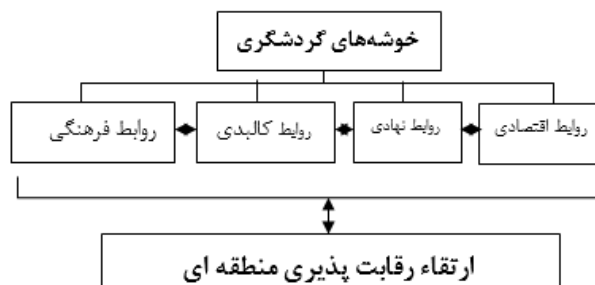 خوشه‌های گردشگری
روابط اقتصادی
روابط نهادی
روابط کالبدی
روابط فرهنگی
ارتقاء رقابت پذیری منطقه ای